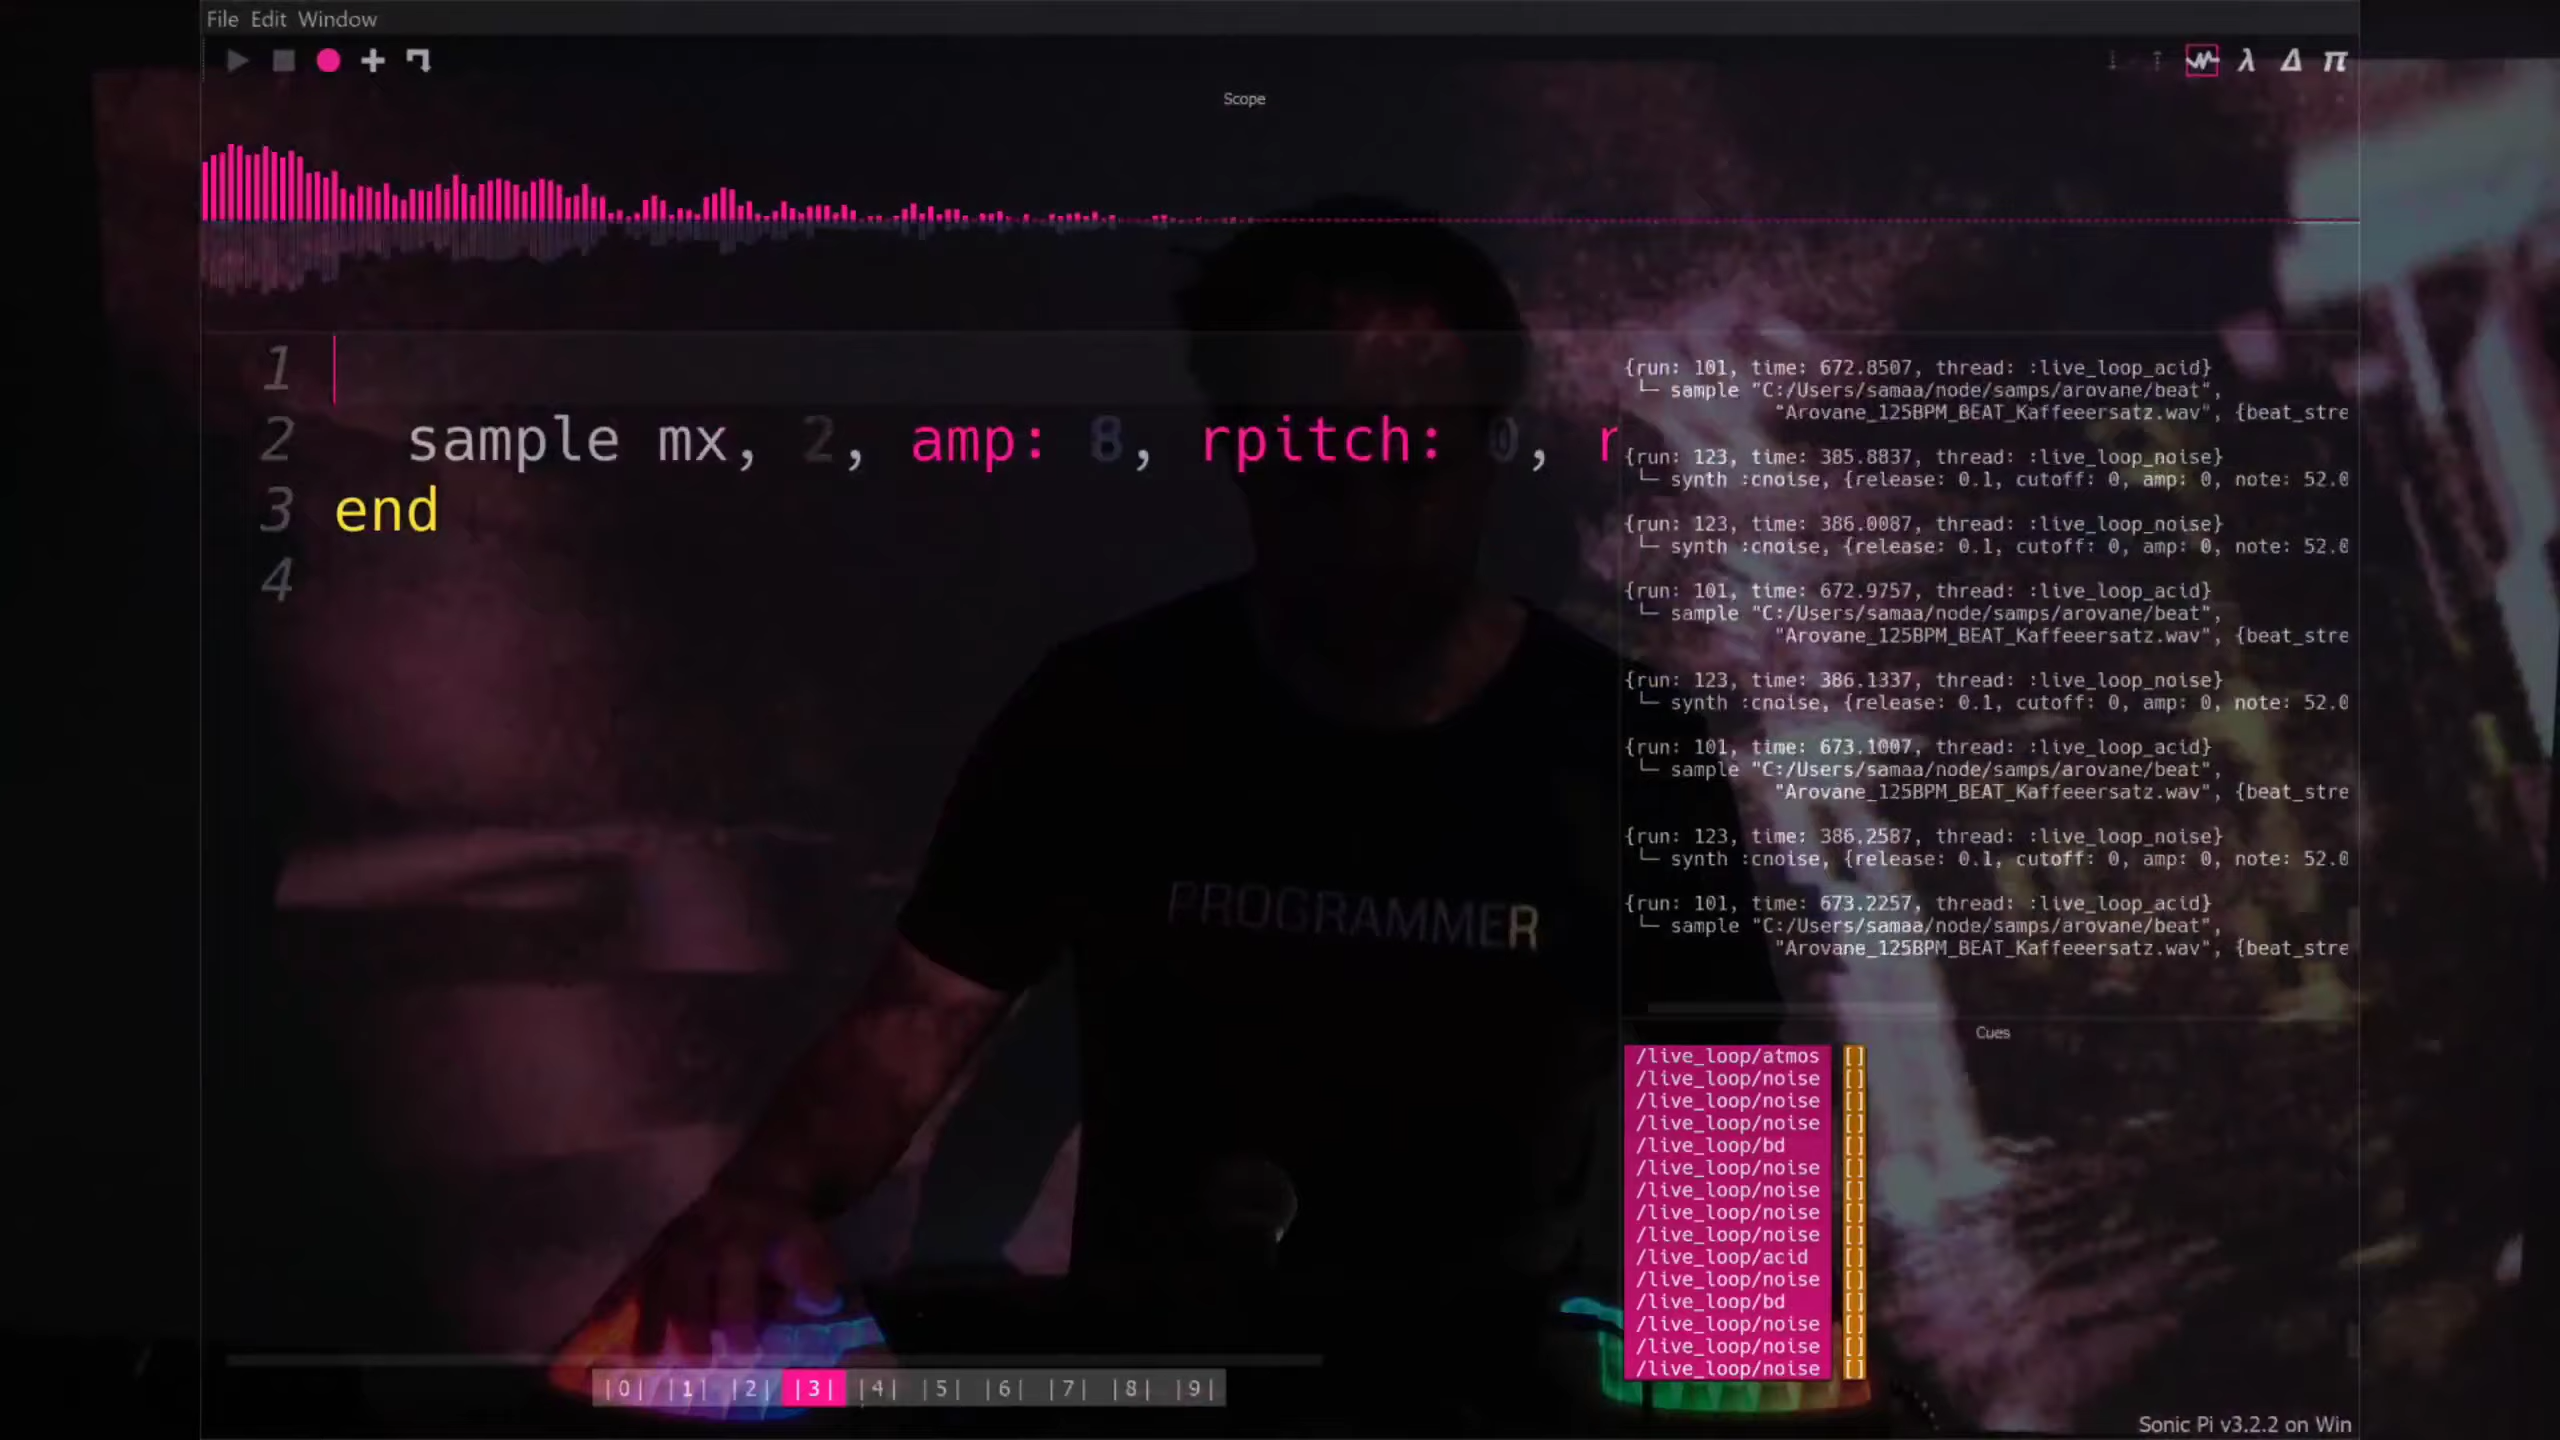 File Edit Window
λ Δ π
Scope
1
2 sample mx, 2, amp: 8, rpitch: 0, r
3 end
4
{run: 101, time: 672.8507, thread: :live_loop_acid}
└─ sample "C:/Users/samaa/node/samps/arovane/beat",
"Arovane_125BPM_BEAT_Kaffeeersatz.wav", {beat_stre
{run: 123, time: 385.8837, thread: :live_loop_noise}
└─ synth :cnoise, {release: 0.1, cutoff: 0, amp: 0, note: 52.0
{run: 123, time: 386.0087, thread: :live_loop_noise}
└─ synth :cnoise, {release: 0.1, cutoff: 0, amp: 0, note: 52.0
{run: 101, time: 672.9757, thread: :live_loop_acid}
└─ sample "C:/Users/samaa/node/samps/arovane/beat",
"Arovane_125BPM_BEAT_Kaffeeersatz.wav", {beat_stre
{run: 123, time: 386.1337, thread: :live_loop_noise}
└─ synth :cnoise, {release: 0.1, cutoff: 0, amp: 0, note: 52.0
{run: 101, time: 673.1007, thread: :live_loop_acid}
└─ sample "C:/Users/samaa/node/samps/arovane/beat",
"Arovane_125BPM_BEAT_Kaffeeersatz.wav", {beat_stre
{run: 123, time: 386.2587, thread: :live_loop_noise}
└─ synth :cnoise, {release: 0.1, cutoff: 0, amp: 0, note: 52.0
{run: 101, time: 673.2257, thread: :live_loop_acid}
└─ sample "C:/Users/samaa/node/samps/arovane/beat",
"Arovane_125BPM_BEAT_Kaffeeersatz.wav", {beat_stre
PROGRAMMER
Cues
/live_loop/atmos []
/live_loop/noise []
/live_loop/noise []
/live_loop/noise []
/live_loop/bd []
/live_loop/noise []
/live_loop/noise []
/live_loop/noise []
/live_loop/noise []
/live_loop/acid []
/live_loop/noise []
/live_loop/bd []
/live_loop/noise []
/live_loop/noise []
/live_loop/noise []
|0| |1| |2| |3| |4| |5| |6| |7| |8| |9|
Sonic Pi v3.2.2 on Win